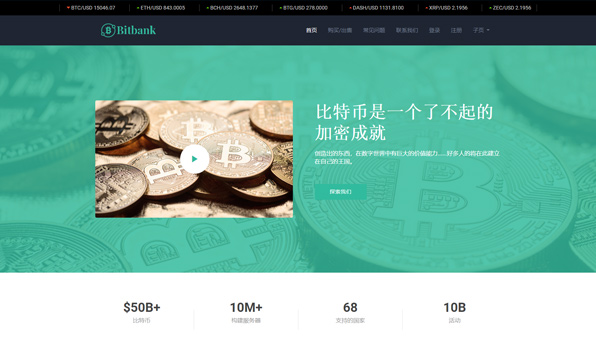 BTC/USD 15046.07 ETH/USD 843.0005 BCH/USD 2648.1377 BTG/USD 278.0000 DASH/USD 1131.8100 XRP/USD 2.1956 ZEC/USD 2.1956
Bitbank 首页 购买/出售 常见问题 联系我们 登录 注册 子页
比特币是一个了不起的
加密成就
创造出的东西，在数字世界中有巨大的价值能力......好多人的将在此建立
在自己的王国。
探索我们
$50B+ 10M+ 68 10B
比特币 构建服务器 支持的国家 活动